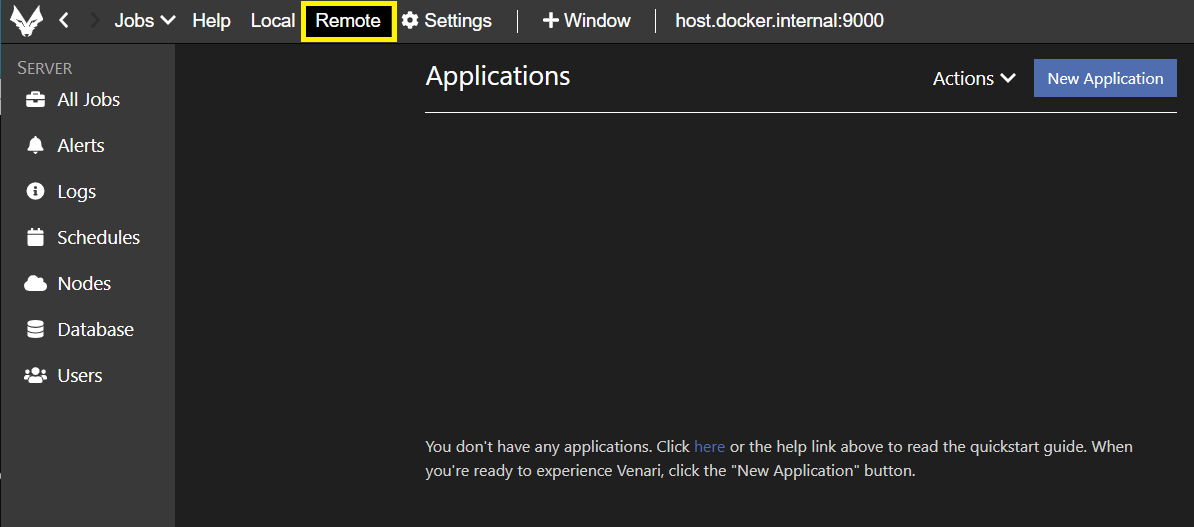 Jobs Help Local Remote Settings Window host.docker.internal:9000
SERVER
All Jobs
Alerts
Logs
Schedules
Nodes
Database
Users
Applications Actions New Application
You don't have any applications. Click here or the help link above to read the quickstart guide. When
you're ready to experience Venari, click the "New Application" button.